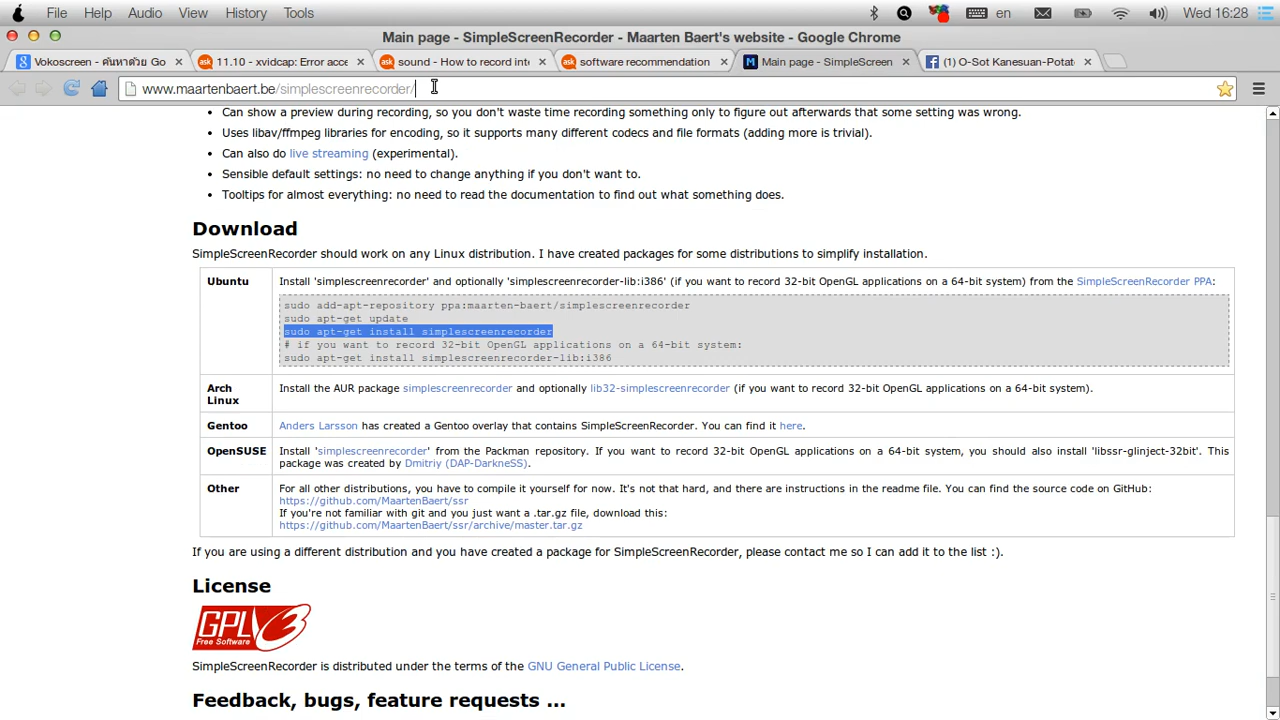 File Help Audio View History Tools en Wed 16:28
Main page - SimpleScreenRecorder - Maarten Baert's website - Google Chrome
Vokoscreen - ค้นหาด้วย Go
11.10 - xvidcap: Error acce
sound - How to record inte
software recommendation
Main page - SimpleScreen
(1) O-Sot Kanesuan-Potat
www.maartenbaert.be/simplescreenrecorder/
Can show a preview during recording, so you don't waste time recording something only to figure out afterwards that some setting was wrong.
Uses libav/ffmpeg libraries for encoding, so it supports many different codecs and file formats (adding more is trivial).
Can also do live streaming (experimental).
Sensible default settings: no need to change anything if you don't want to.
Tooltips for almost everything: no need to read the documentation to find out what something does.
Download
SimpleScreenRecorder should work on any Linux distribution. I have created packages for some distributions to simplify installation.
Ubuntu
Install 'simplescreenrecorder' and optionally 'simplescreenrecorder-lib:i386' (if you want to record 32-bit OpenGL applications on a 64-bit system) from the SimpleScreenRecorder PPA:
sudo add-apt-repository ppa:maarten-baert/simplescreenrecorder
sudo apt-get update
sudo apt-get install simplescreenrecorder
# if you want to record 32-bit OpenGL applications on a 64-bit system:
sudo apt-get install simplescreenrecorder-lib:i386
Arch
Linux
Install the AUR package simplescreenrecorder and optionally lib32-simplescreenrecorder (if you want to record 32-bit OpenGL applications on a 64-bit system).
Gentoo
Anders Larsson has created a Gentoo overlay that contains SimpleScreenRecorder. You can find it here.
OpenSUSE
Install 'simplescreenrecorder' from the Packman repository. If you want to record 32-bit OpenGL applications on a 64-bit system, you should also install 'libssr-glinject-32bit'. This
package was created by Dmitriy (DAP-DarkneSS).
Other
For all other distributions, you have to compile it yourself for now. It's not that hard, and there are instructions in the readme file. You can find the source code on GitHub:
https://github.com/MaartenBaert/ssr
If you're not familiar with git and you just want a .tar.gz file, download this:
https://github.com/MaartenBaert/ssr/archive/master.tar.gz
If you are using a different distribution and you have created a package for SimpleScreenRecorder, please contact me so I can add it to the list :).
License
GPL v3
Free Software
SimpleScreenRecorder is distributed under the terms of the GNU General Public License.
Feedback, bugs, feature requests ...